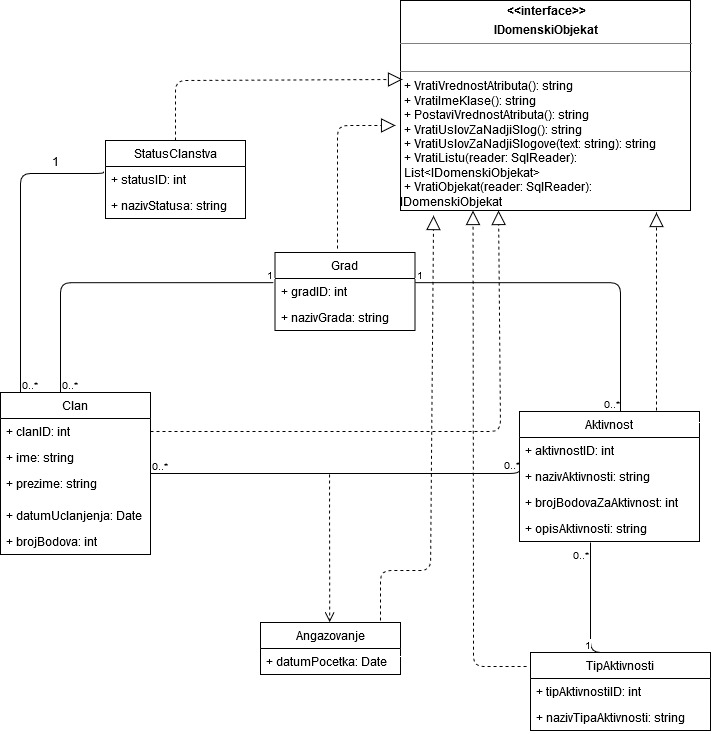 <<interface>>
IDomenskiObjekat
+ VratiVrednostAtributa(): string
+ VratiImeKlase(): string
+ PostaviVrednostAtributa(): string
+ VratiUslovZaNadjiSlog(): string
+ VratiUslovZaNadjiSlogove(text: string): string
+ VratiListu(reader: SqlReader):
List<IDomenskiObjekat>
+ VratiObjekat(reader: SqlReader):
IDomenskiObjekat
1
StatusClanstva
+ statusID: int
+ nazivStatusa: string
Grad
+ gradID: int
+ nazivGrada: string
1
1
0..*
0..*
0..*
Clan
+ clanID: int
+ ime: string
+ prezime: string
+ datumUclanjenja: Date
+ brojBodova: int
0..*
0..*
Aktivnost
+ aktivnostID: int
+ nazivAktivnosti: string
+ brojBodovaZaAktivnost: int
+ opisAktivnosti: string
0..*
1
Angazovanje
+ datumPocetka: Date
TipAktivnosti
+ tipAktivnostiID: int
+ nazivTipaAktivnosti: string